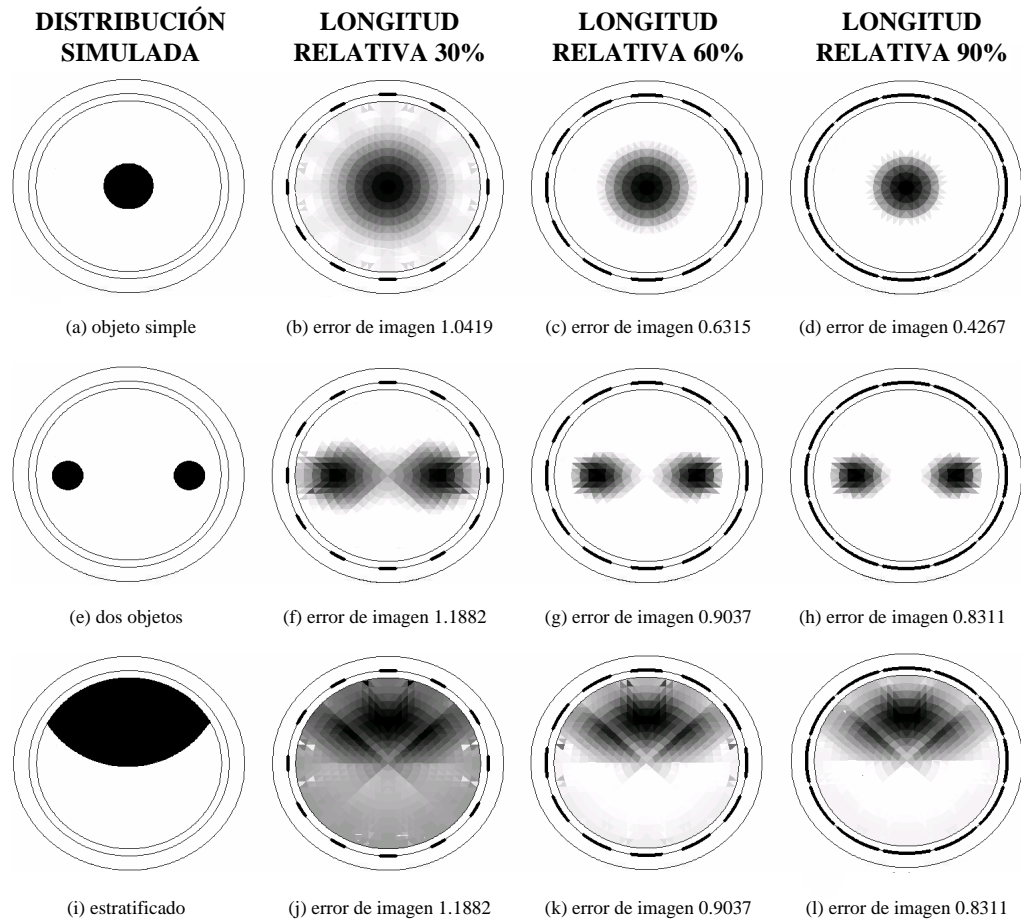 DISTRIBUCIÓN SIMULADA
LONGITUD RELATIVA 30%
LONGITUD RELATIVA 60%
LONGITUD RELATIVA 90%
(a) objeto simple
(b) error de imagen 1.0419
(c) error de imagen 0.6315
(d) error de imagen 0.4267
(e) dos objetos
(f) error de imagen 1.1882
(g) error de imagen 0.9037
(h) error de imagen 0.8311
(i) estratificado
(j) error de imagen 1.1882
(k) error de imagen 0.9037
(l) error de imagen 0.8311